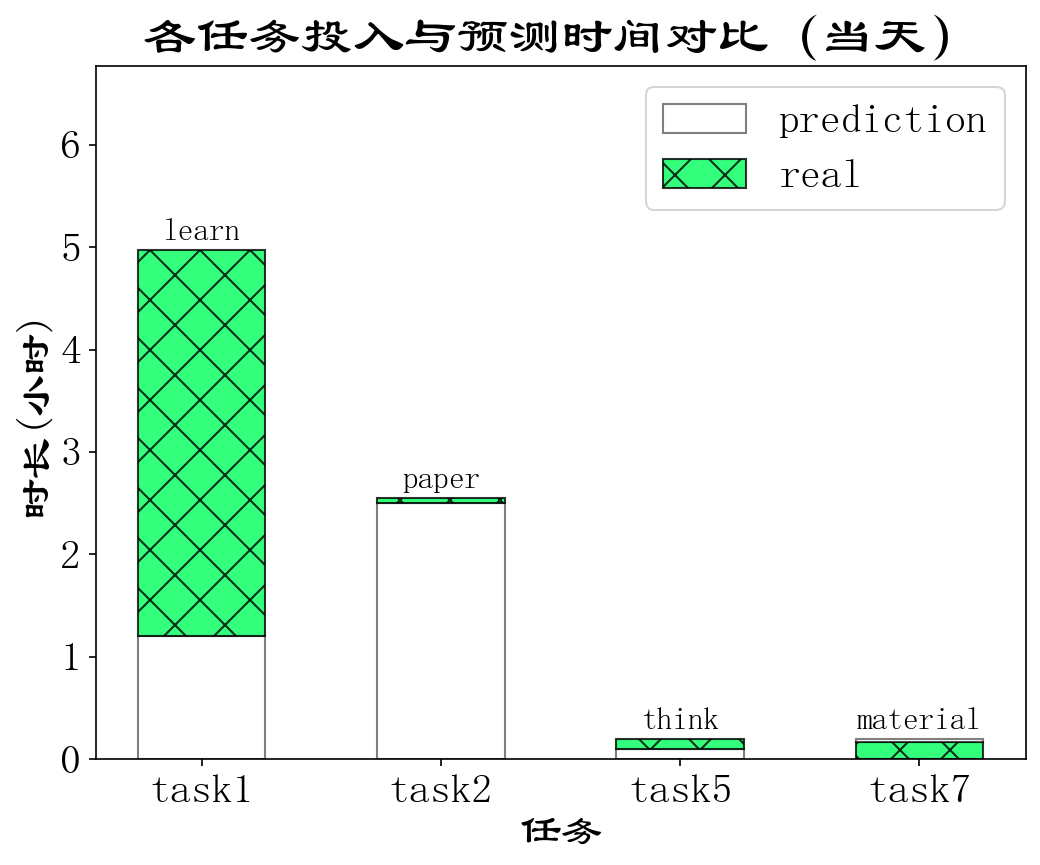 各任务投入与预测时间对比 (当天)
prediction
real
时长(小时)
6
5
4
3
2
1
0
learn
paper
think
material
task1
task2
task5
task7
任务